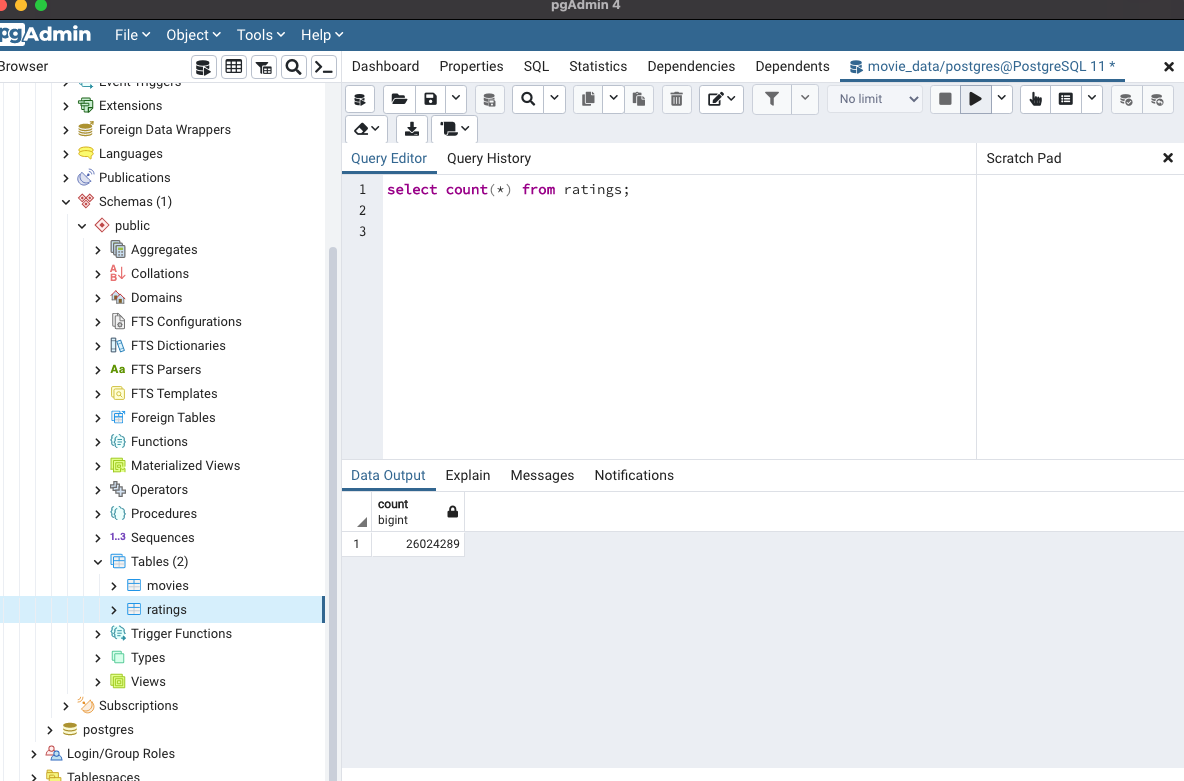 pgAdmin 4
pgAdmin File Object Tools Help
Browser
Dashboard Properties SQL Statistics Dependencies Dependents movie_data/postgres@PostgreSQL 11 *
No limit
Event Triggers
Extensions
Foreign Data Wrappers
Languages
Publications
Schemas (1)
public
Aggregates
Collations
Domains
FTS Configurations
FTS Dictionaries
Aa FTS Parsers
FTS Templates
Foreign Tables
Functions
Materialized Views
Operators
Procedures
1..3 Sequences
Tables (2)
movies
ratings
Trigger Functions
Types
Views
Subscriptions
postgres
Login/Group Roles
Tablespaces
Query Editor Query History
Scratch Pad
1 select count(*) from ratings;
2
3
Data Output Explain Messages Notifications
count
bigint
1 26024289